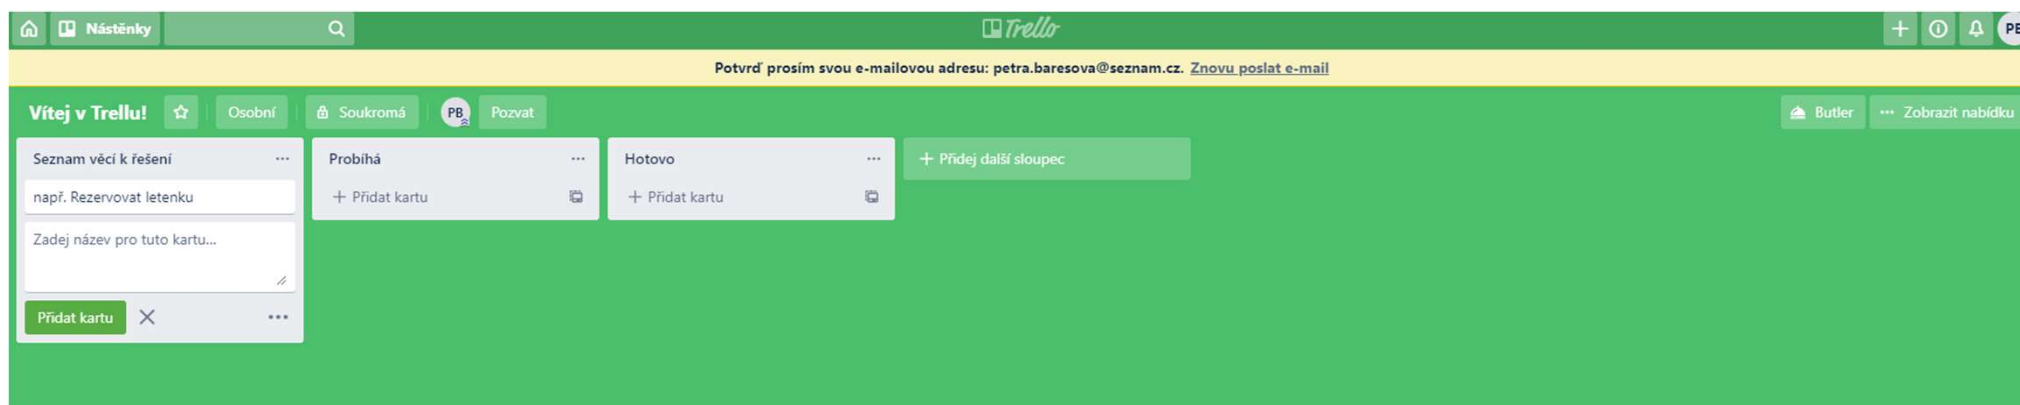 Nástěnky
Trello
PB
Potvrď prosím svou e-mailovou adresu: petra.baresova@seznam.cz. Znovu poslat e-mail
Vítej v Trellu! Osobní Soukromá PB Pozvat Butler ··· Zobrazit nabídku
Seznam věcí k řešení ···
např. Rezervovat letenku
Zadej název pro tuto kartu...
Přidat kartu ···
Probíhá ···
+ Přidat kartu
Hotovo ···
+ Přidat kartu
+ Přidej další sloupec